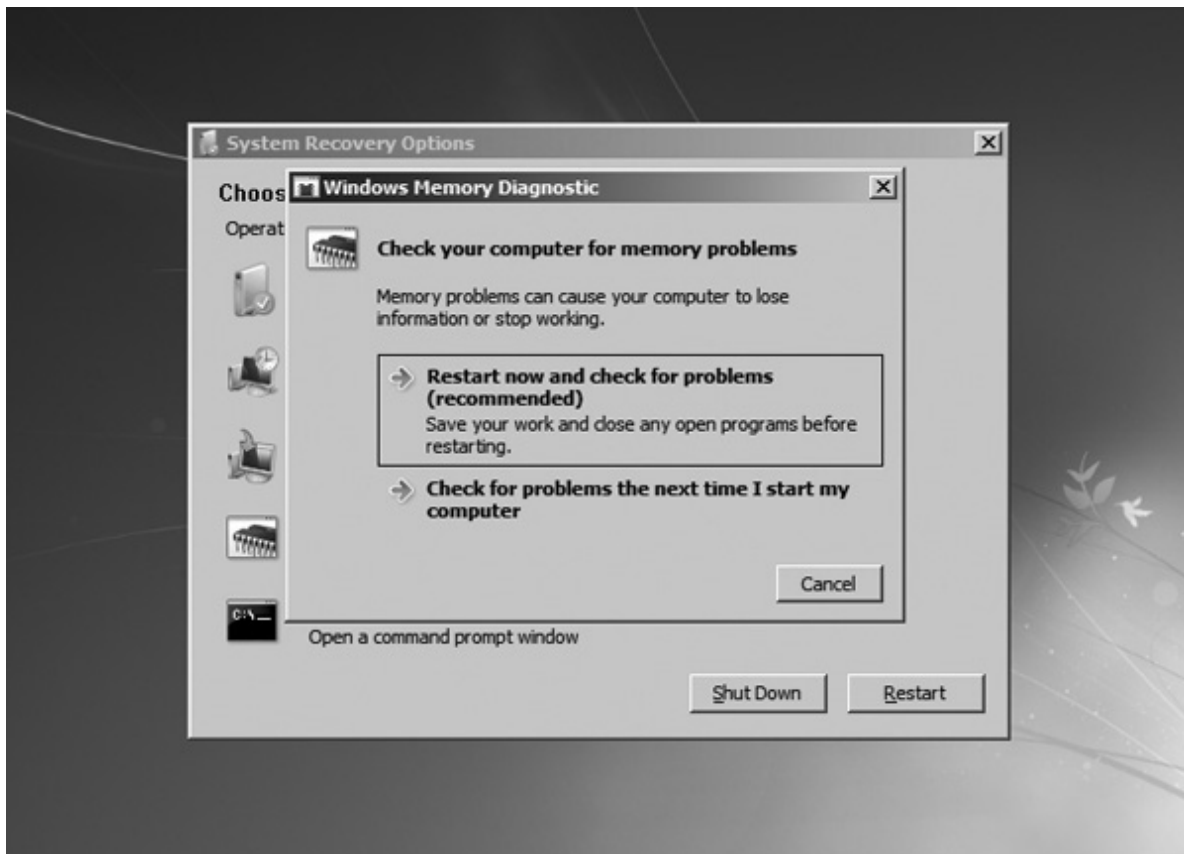 System Recovery Options
Choos
Windows Memory Diagnostic
Operat
Check your computer for memory problems
Memory problems can cause your computer to lose
information or stop working.
Restart now and check for problems
(recommended)
Save your work and close any open programs before
restarting.
Check for problems the next time I start my
computer
Cancel
C:\_
Open a command prompt window
Shut Down
Restart